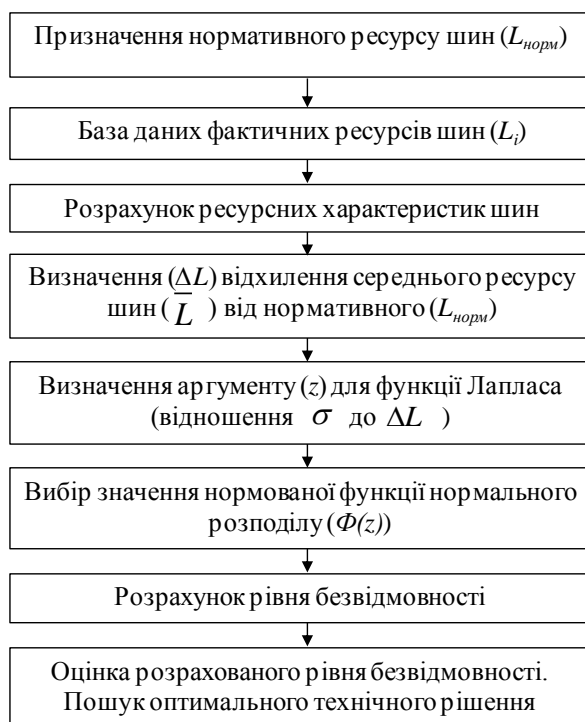 Призначення нормативного ресурсу шин (Lнорм)
База даних фактичних ресурсів шин (Li)
Розрахунок ресурсних характеристик шин
Визначення (ΔL) відхилення середнього ресурсу
шин ( L̅ ) від нормативного (Lнорм)
Визначення аргументу (z) для функції Лапласа
(відношення σ до ΔL )
Вибір значення нормованої функції нормального
розподілу (Φ(z))
Розрахунок рівня безвідмовності
Оцінка розрахованого рівня безвідмовності.
Пошук оптимального технічного рішення